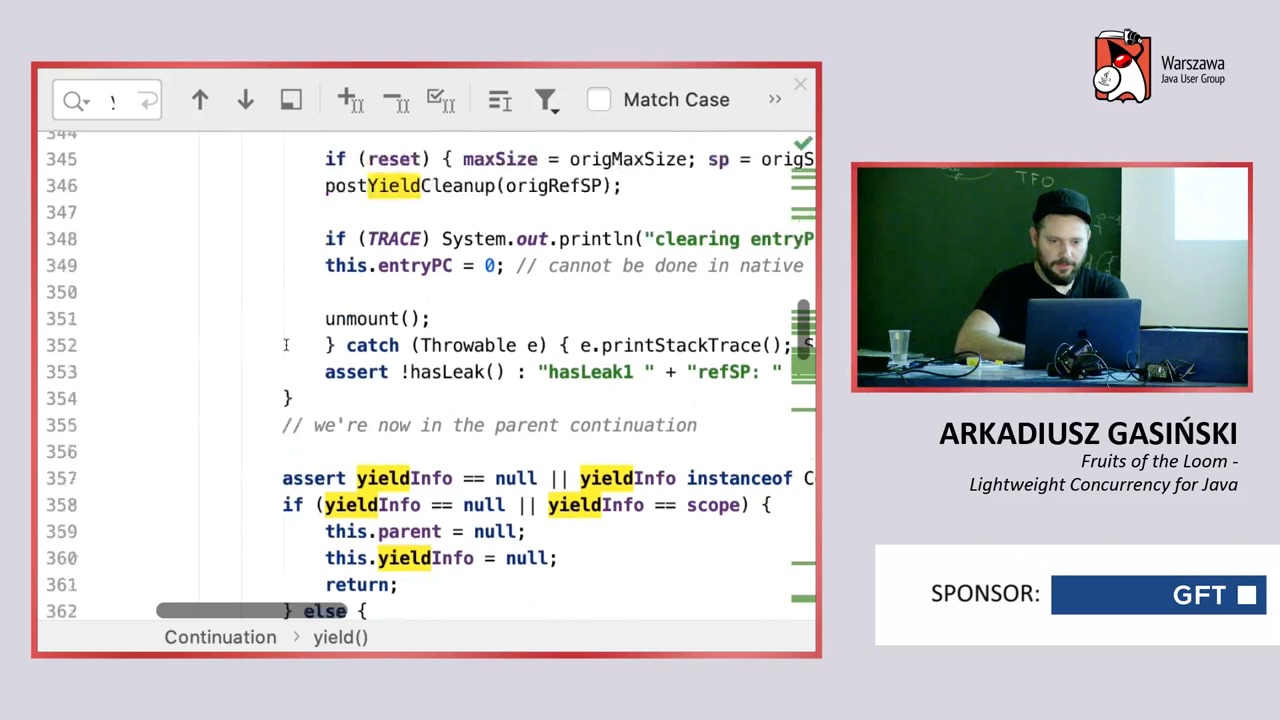 Match Case
344
345 if (reset) { maxSize = origMaxSize; sp = origS
346 postYieldCleanup(origRefSP);
347
348 if (TRACE) System.out.println("clearing entryP
349 this.entryPC = 0; // cannot be done in native
350
351 unmount();
352 } catch (Throwable e) { e.printStackTrace(); S
353 assert !hasLeak() : "hasLeak1 " + "refSP: "
354 }
355 // we're now in the parent continuation
356
357 assert yieldInfo == null || yieldInfo instanceof C
358 if (yieldInfo == null || yieldInfo == scope) {
359 this.parent = null;
360 this.yieldInfo = null;
361 return;
362 } else {
Continuation > yield()
Warszawa
Java User Group
TFO
ARKADIUSZ GASIŃSKI
Fruits of the Loom -
Lightweight Concurrency for Java
SPONSOR: GFT